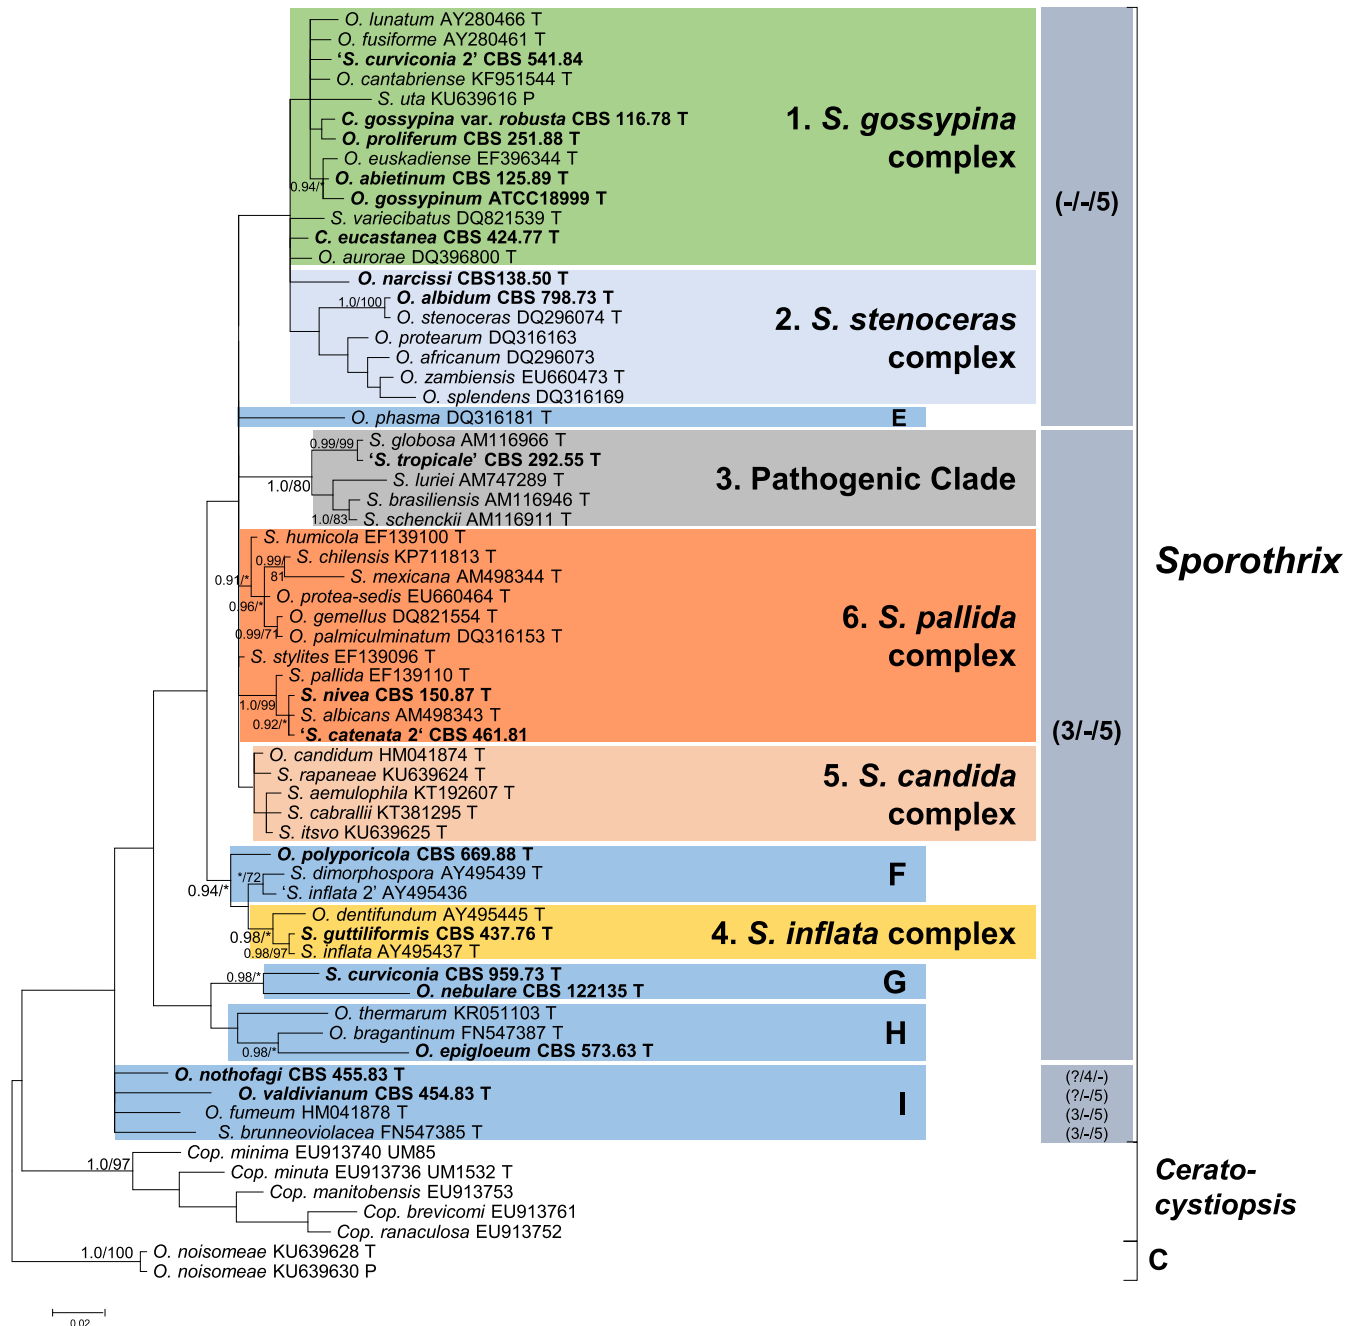 O. lunatum AY280466 T
O. fusiforme AY280461 T
‘S. curviconia 2’ CBS 541.84
O. cantabriense KF951544 T
S. uta KU639616 P
C. gossypina var. robusta CBS 116.78 T
O. proliferum CBS 251.88 T
O. euskadiense EF396344 T
O. abietinum CBS 125.89 T
0.94/*
O. gossypinum ATCC18999 T
S. variecibatus DQ821539 T
C. eucastanea CBS 424.77 T
O. aurorae DQ396800 T
1. S. gossypina
complex
(-/-/5)
O. narcissi CBS138.50 T
1.0/100
O. albidum CBS 798.73 T
O. stenoceras DQ296074 T
O. protearum DQ316163
O. africanum DQ296073
O. zambiensis EU660473 T
O. splendens DQ316169
2. S. stenoceras
complex
O. phasma DQ316181 T
E
0.99/99
S. globosa AM116966 T
‘S. tropicale’ CBS 292.55 T
1.0/80
S. luriei AM747289 T
S. brasiliensis AM116946 T
1.0/83
S. schenckii AM116911 T
3. Pathogenic Clade
Sporothrix
S. humicola EF139100 T
0.99/
81
S. chilensis KP711813 T
S. mexicana AM498344 T
0.91/*
O. protea-sedis EU660464 T
0.96/*
O. gemellus DQ821554 T
0.99/71
O. palmiculminatum DQ316153 T
S. stylites EF139096 T
S. pallida EF139110 T
1.0/99
S. nivea CBS 150.87 T
S. albicans AM498343 T
0.92/*
‘S. catenata 2‘ CBS 461.81
6. S. pallida
complex
(3/-/5)
O. candidum HM041874 T
S. rapaneae KU639624 T
S. aemulophila KT192607 T
S. cabrallii KT381295 T
S. itsvo KU639625 T
5. S. candida
complex
O. polyporicola CBS 669.88 T
*/72
S. dimorphospora AY495439 T
0.94/*
‘S. inflata 2’ AY495436
F
O. dentifundum AY495445 T
0.98/*
S. guttiliformis CBS 437.76 T
0.98/97
S. inflata AY495437 T
4. S. inflata complex
0.98/*
S. curviconia CBS 959.73 T
O. nebulare CBS 122135 T
G
O. thermarum KR051103 T
O. bragantinum FN547387 T
0.98/*
O. epigloeum CBS 573.63 T
H
O. nothofagi CBS 455.83 T
O. valdivianum CBS 454.83 T
O. fumeum HM041878 T
S. brunneoviolacea FN547385 T
I
(?/4/-)
(?/-/5)
(3/-/5)
(3/-/5)
1.0/97
Cop. minima EU913740 UM85
Cop. minuta EU913736 UM1532 T
Cop. manitobensis EU913753
Cop. brevicomi EU913761
Cop. ranaculosa EU913752
Cerato-
cystiopsis
1.0/100
O. noisomeae KU639628 T
O. noisomeae KU639630 P
C
0.02